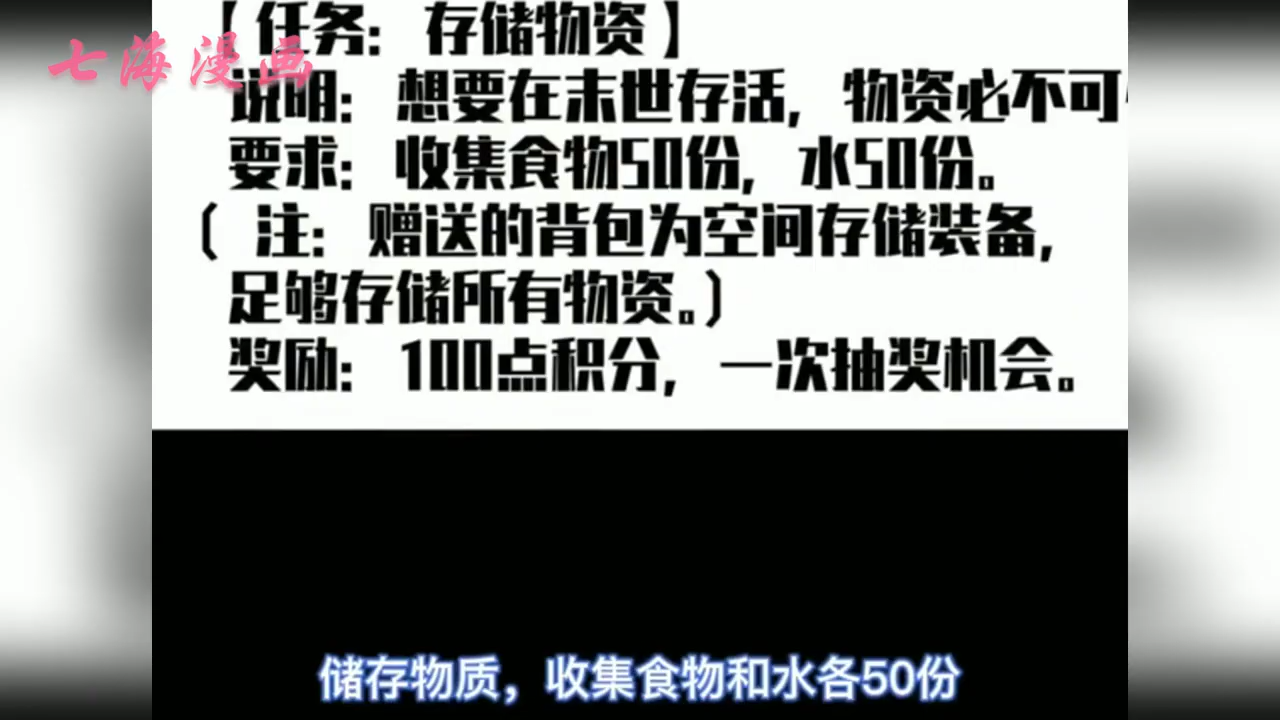 【任务：存储物资】
七海漫画
说明：想要在末世存活，物资必不可
要求：收集食物50份，水50份。
（注：赠送的背包为空间存储装备，
足够存储所有物资。）
奖励：100点积分，一次抽奖机会。
储存物质，收集食物和水各50份